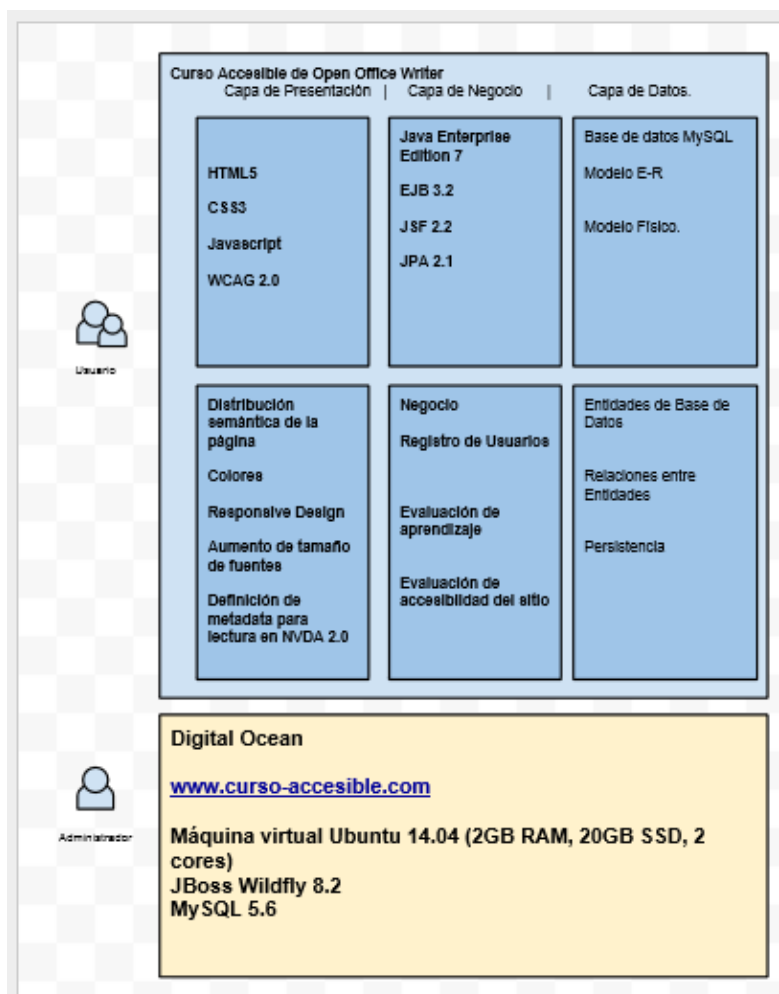 Curso Accesible de Open Office Writer
Capa de Presentación | Capa de Negocio | Capa de Datos.
HTML5
CSS3
Javascript
WCAG 2.0
Java Enterprise
Edition 7
EJB 3.2
JSF 2.2
JPA 2.1
Base de datos MySQL
Modelo E-R
Modelo Físico.
Usuario
Distribución
semántica de la
página
Colores
Responsive Design
Aumento de tamaño
de fuentes
Definición de
metadata para
lectura en NVDA 2.0
Negocio
Registro de Usuarios
Evaluación de
aprendizaje
Evaluación de
accesibilidad del sitio
Entidades de Base de
Datos
Relaciones entre
Entidades
Persistencia
Digital Ocean
www.curso-accesible.com
Administrador
Máquina virtual Ubuntu 14.04 (2GB RAM, 20GB SSD, 2
cores)
JBoss Wildfly 8.2
MySQL 5.6